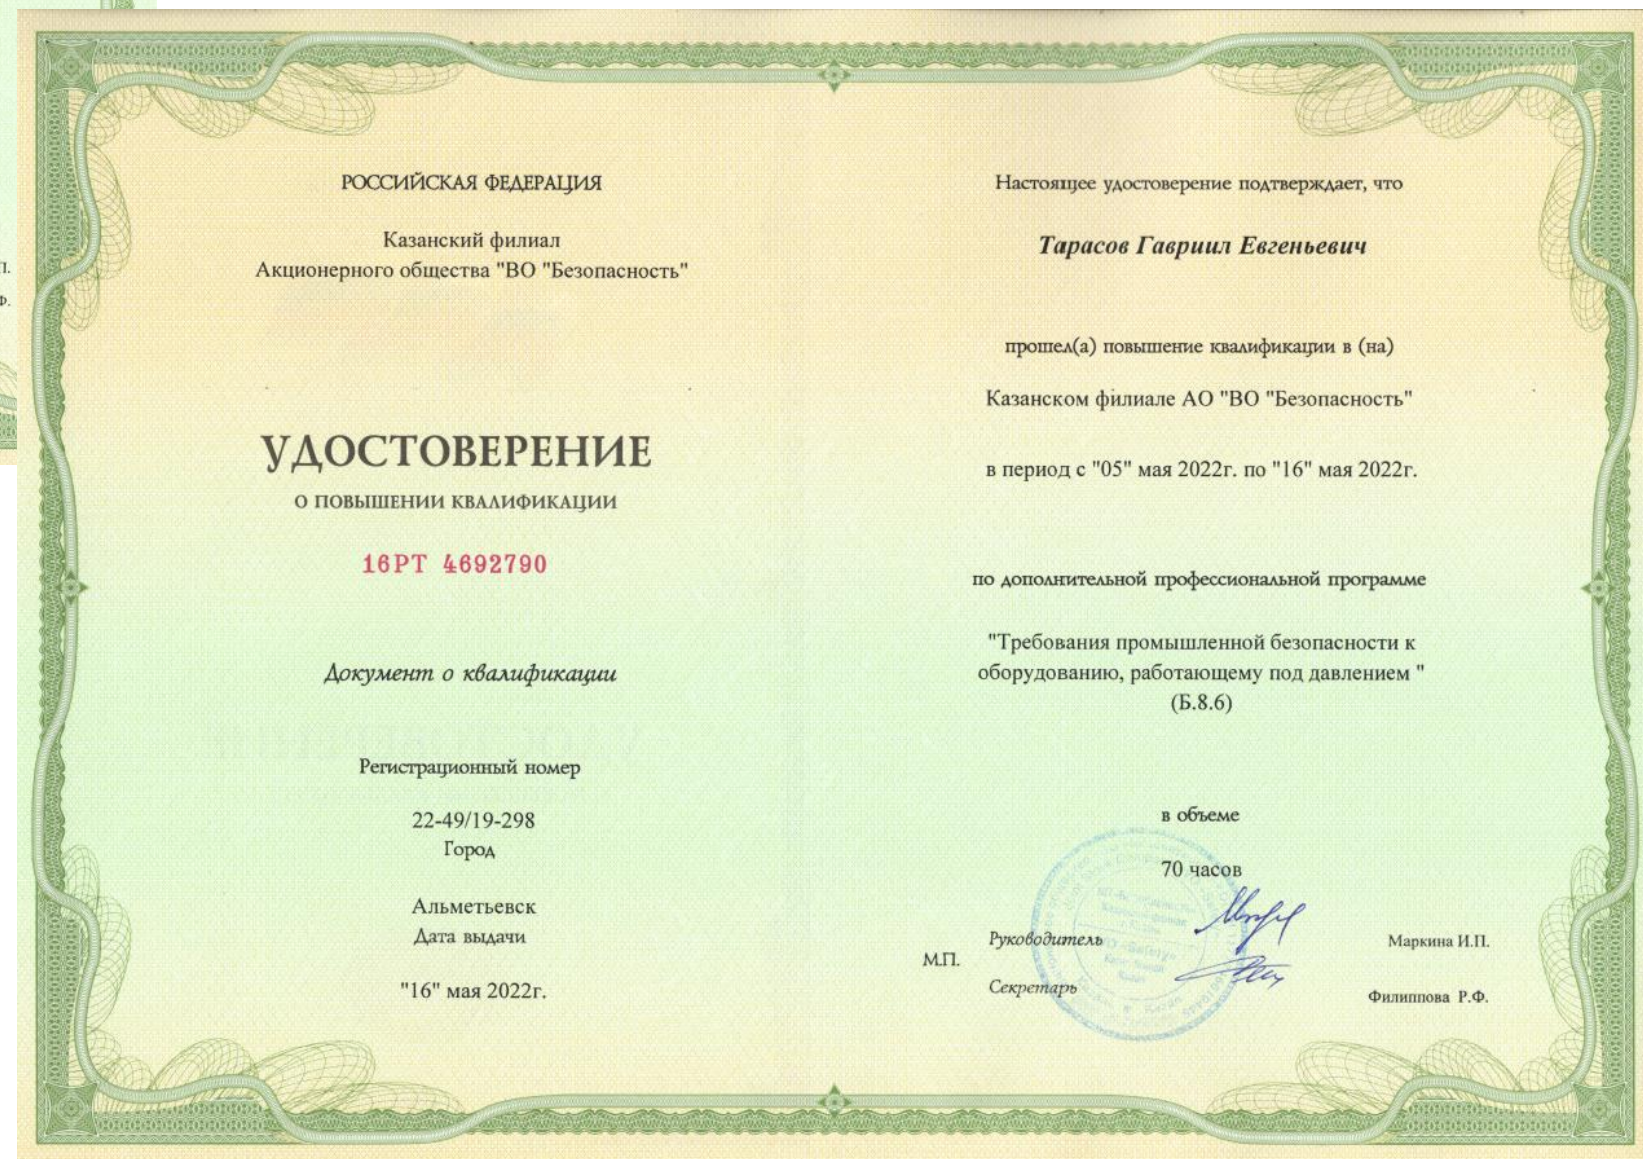 РОССИЙСКАЯ ФЕДЕРАЦИЯ
Казанский филиал
Акционерного общества "ВО "Безопасность"
УДОСТОВЕРЕНИЕ
О ПОВЫШЕНИИ КВАЛИФИКАЦИИ
16РТ 4692790
Документ о квалификации
Регистрационный номер
22-49/19-298
Город
Альметьевск
Дата выдачи
"16" мая 2022г.
Настоящее удостоверение подтверждает, что
Тарасов Гавриил Евгеньевич
прошел(а) повышение квалификации в (на)
Казанском филиале АО "ВО "Безопасность"
в период с "05" мая 2022г. по "16" мая 2022г.
по дополнительной профессиональной программе
"Требования промышленной безопасности к
оборудованию, работающему под давлением "
(Б.8.6)
в объеме
70 часов
М.П.
Руководитель
Маркина И.П.
Секретарь
Филиппова Р.Ф.
П.
Ф.